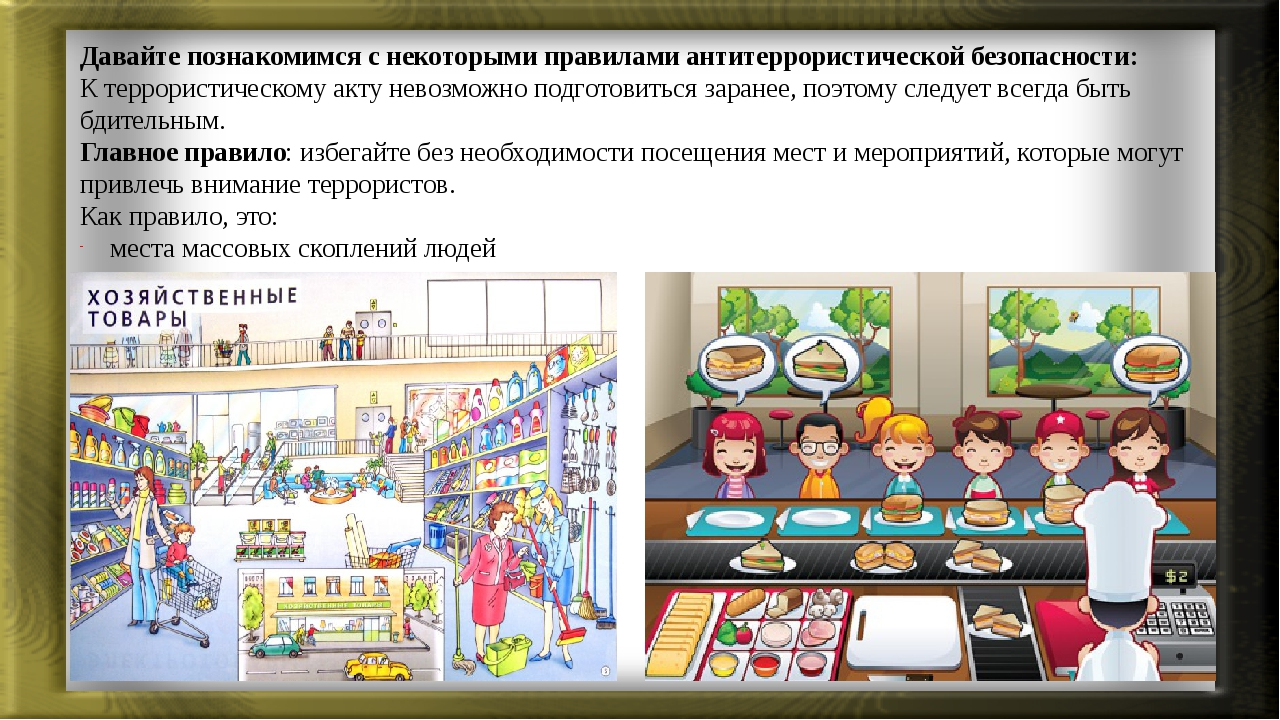 Давайте познакомимся с некоторыми правилами антитеррористической безопасности:
К террористическому акту невозможно подготовиться заранее, поэтому следует всегда быть
бдительным.
Главное правило: избегайте без необходимости посещения мест и мероприятий, которые могут
привлечь внимание террористов.
Как правило, это:
- места массовых скоплений людей
ХОЗЯЙСТВЕННЫЕ
ТОВАРЫ
ХОЗЯЙСТВЕННЫЕ ТОВАРЫ
$2